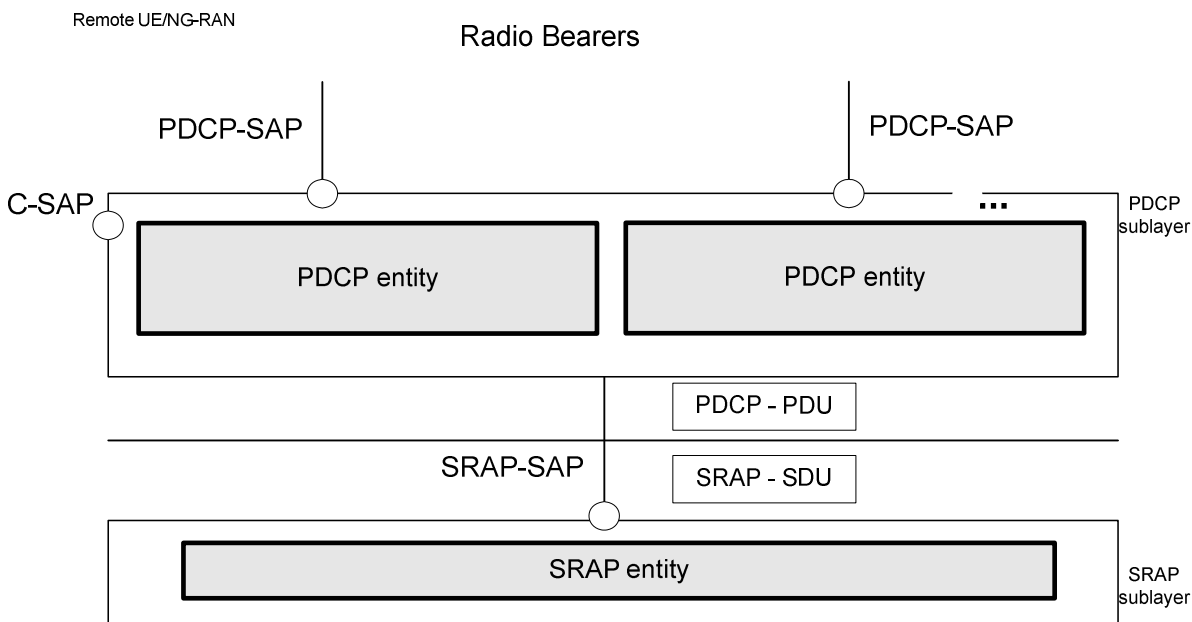 Remote UE/NG-RAN
Radio Bearers
PDCP-SAP
PDCP-SAP
C-SAP
...
PDCP
sublayer
PDCP entity
PDCP entity
PDCP - PDU
SRAP-SAP
SRAP - SDU
SRAP entity
SRAP
sublayer